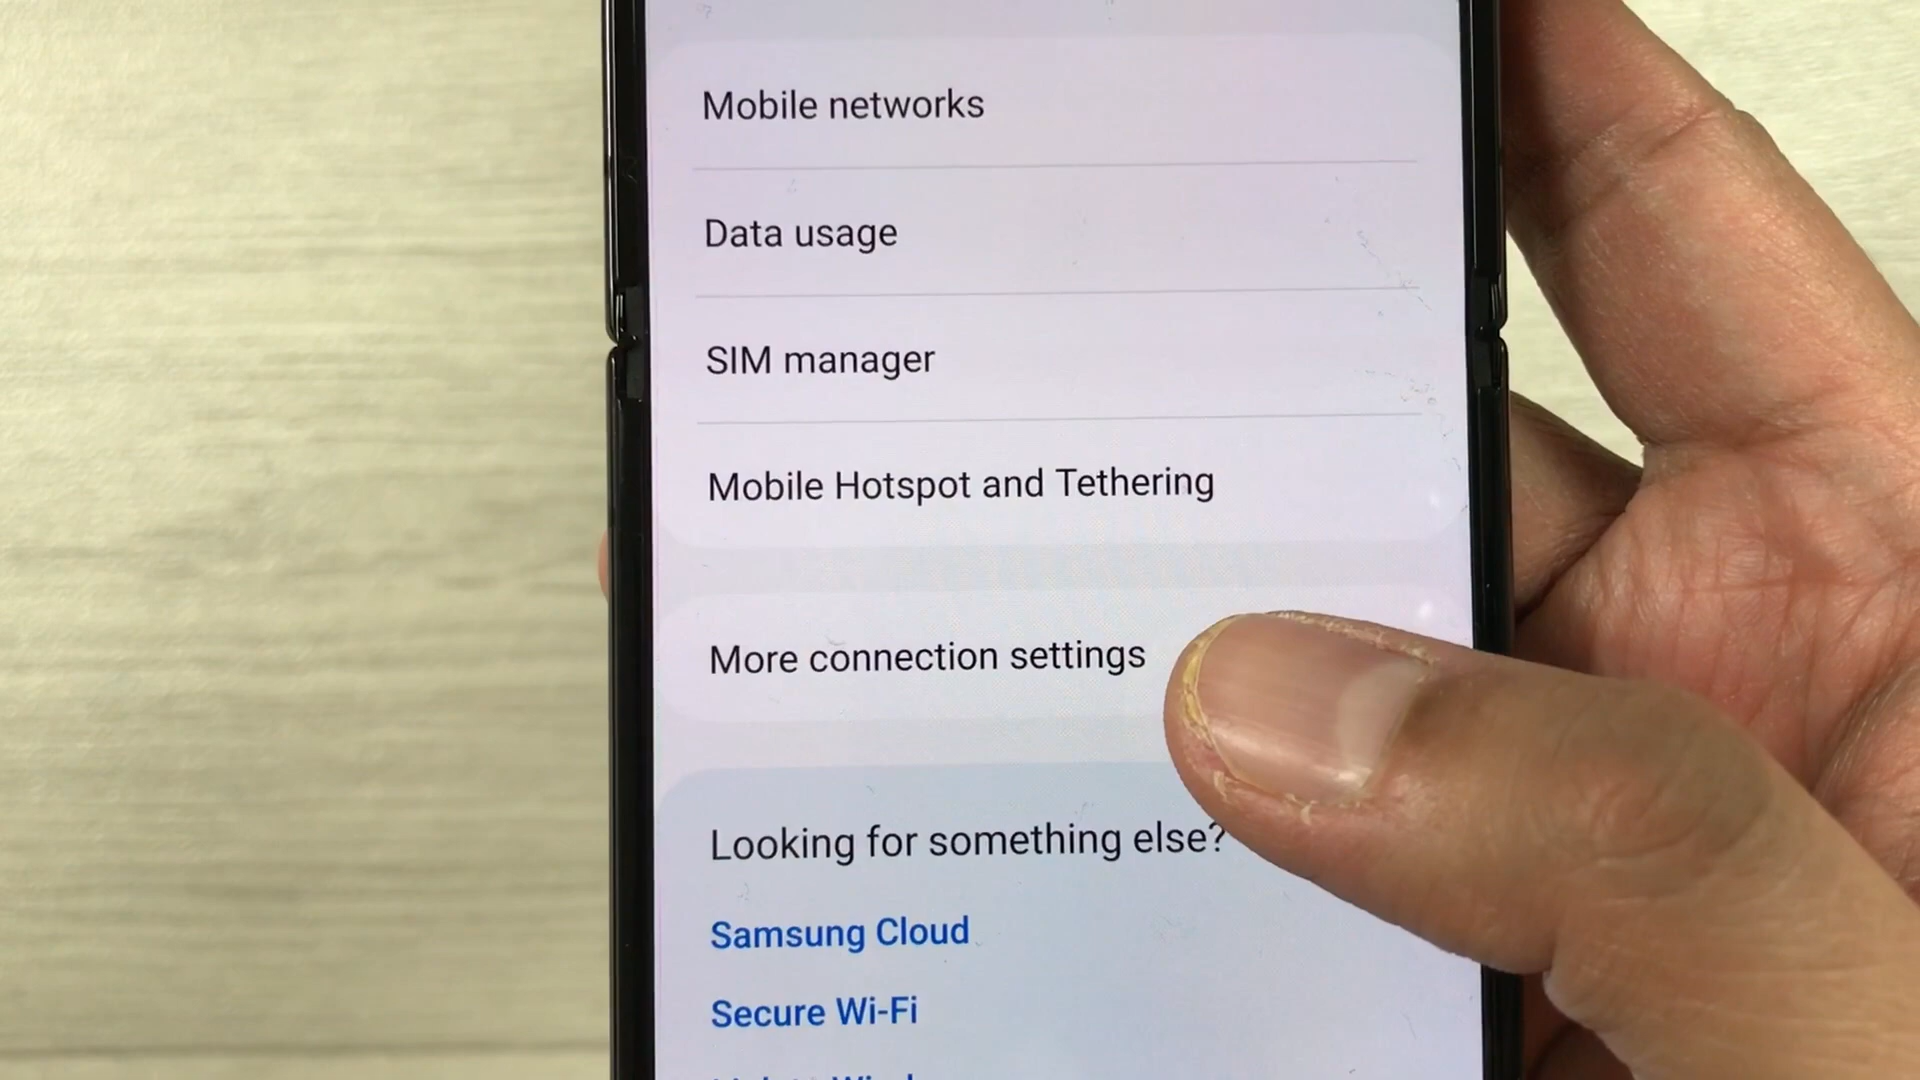 Mobile networks
Data usage
SIM manager
Mobile Hotspot and Tethering
More connection settings
Looking for something else?
Samsung Cloud
Secure Wi-Fi